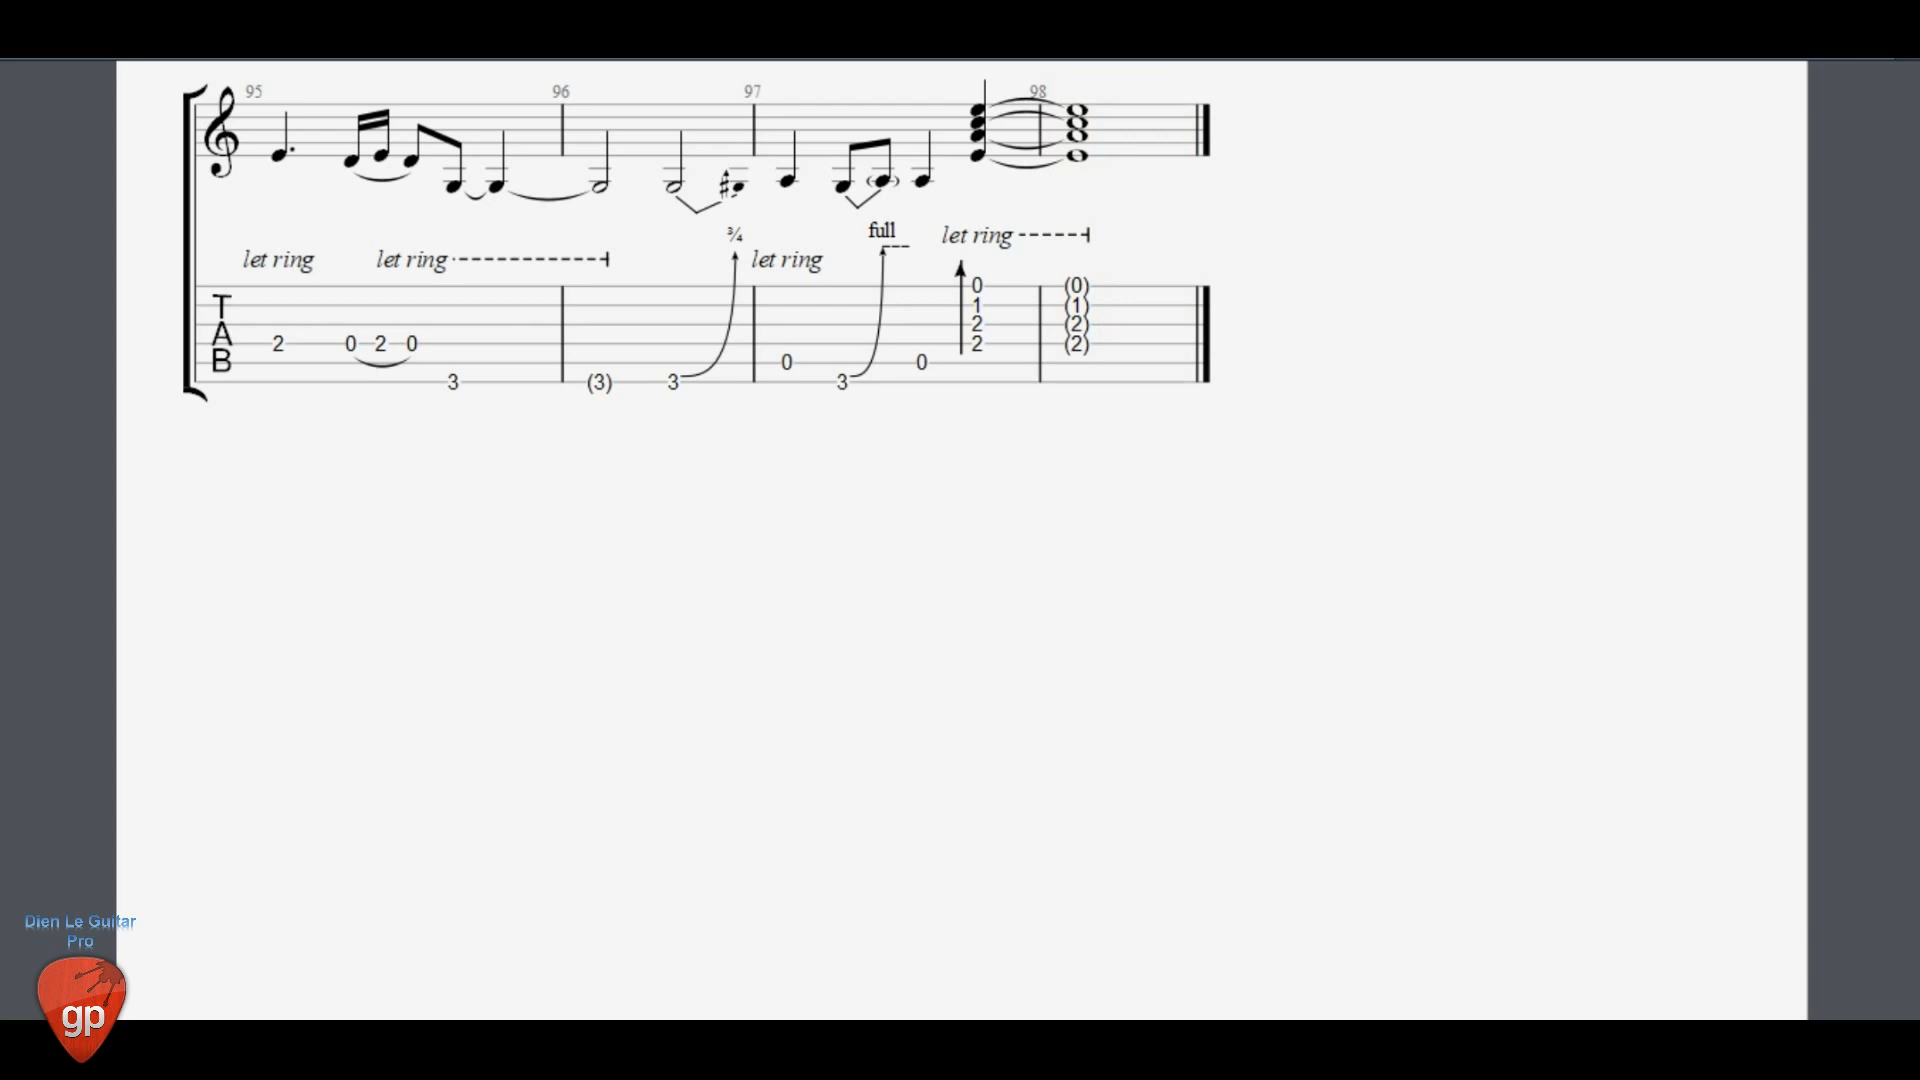 95 96 97 98
¾ full let ring
let ring let ring let ring
T
A
B
0 (0)
1 (1)
2 (2)
2 0 2 0 2 (2)
0 0
3 (3) 3 3
Dien Le Guitar
Pro
gp